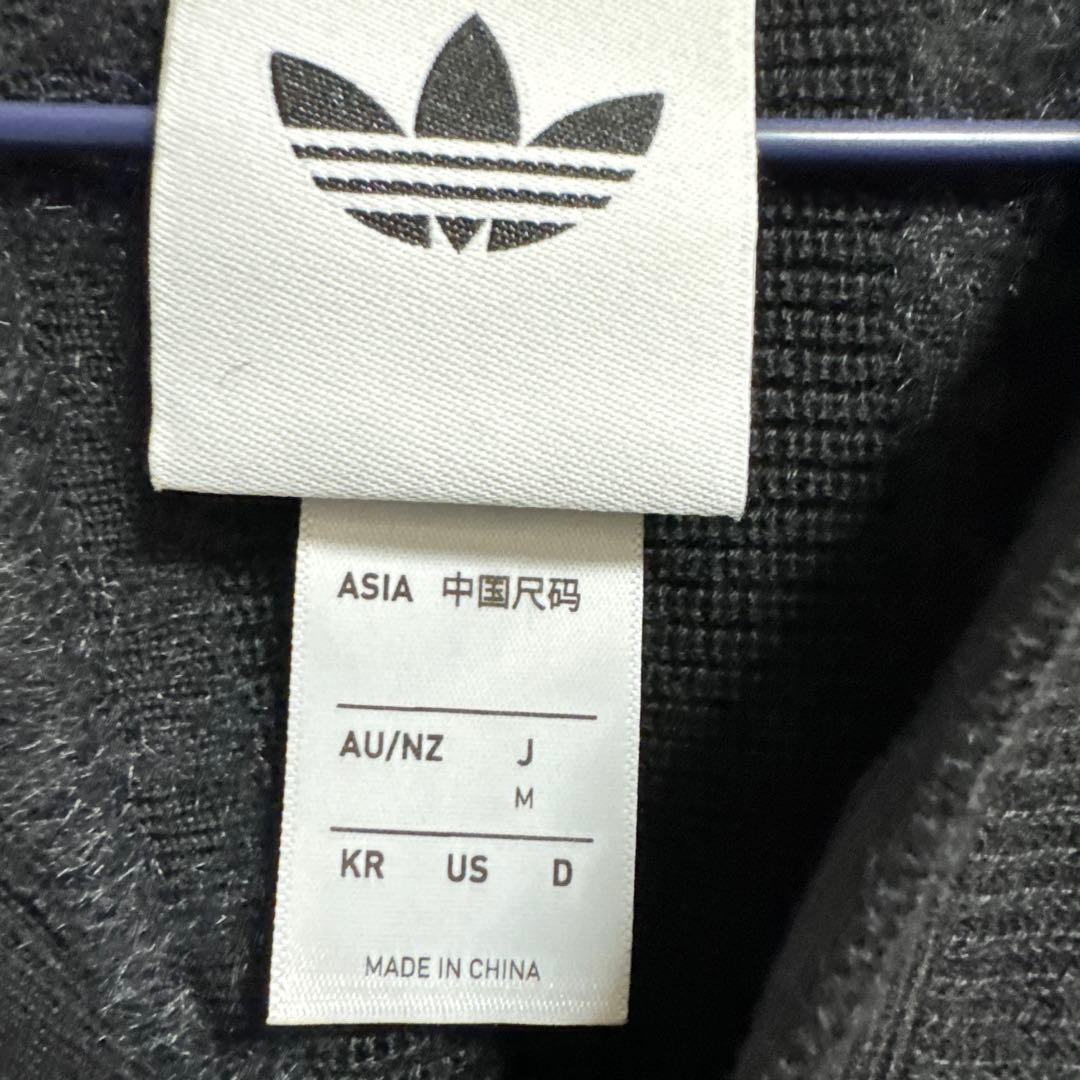 ASIA 中国尺码
AU/NZ J
M
KR US D
MADE IN CHINA